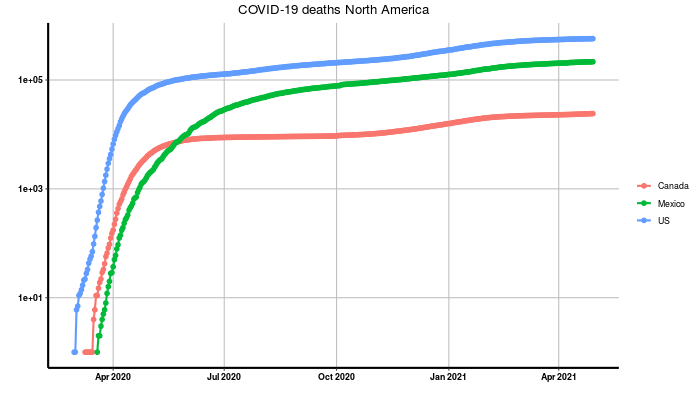 COVID-19 deaths North America
1e+05
1e+03
1e+01
Apr 2020 Jul 2020 Oct 2020 Jan 2021 Apr 2021
Canada
Mexico
US